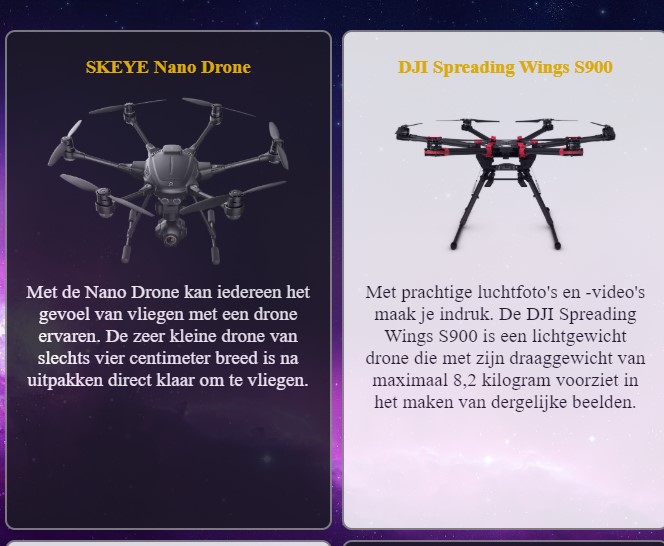 SKEYE Nano Drone
Met de Nano Drone kan iedereen het
gevoel van vliegen met een drone
ervaren. De zeer kleine drone van
slechts vier centimeter breed is na
uitpakken direct klaar om te vliegen.
DJI Spreading Wings S900
Met prachtige luchtfoto's en -video's
maak je indruk. De DJI Spreading
Wings S900 is een lichtgewicht
drone die met zijn draaggewicht van
maximaal 8,2 kilogram voorziet in
het maken van dergelijke beelden.